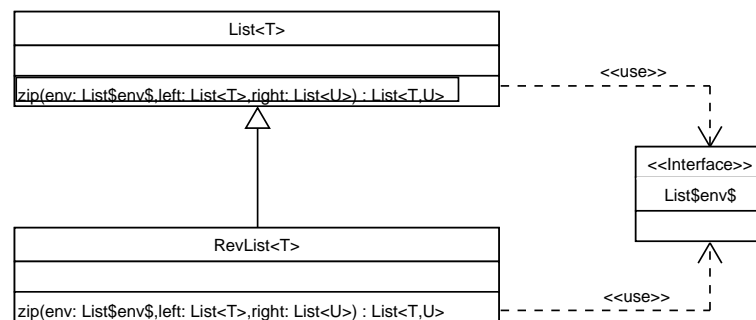 List<T>
zip(env: List$env$,left: List<T>,right: List<U>) : List<T,U>
<<use>>
<<Interface>>
List$env$
RevList<T>
zip(env: List$env$,left: List<T>,right: List<U>) : List<T,U>
<<use>>